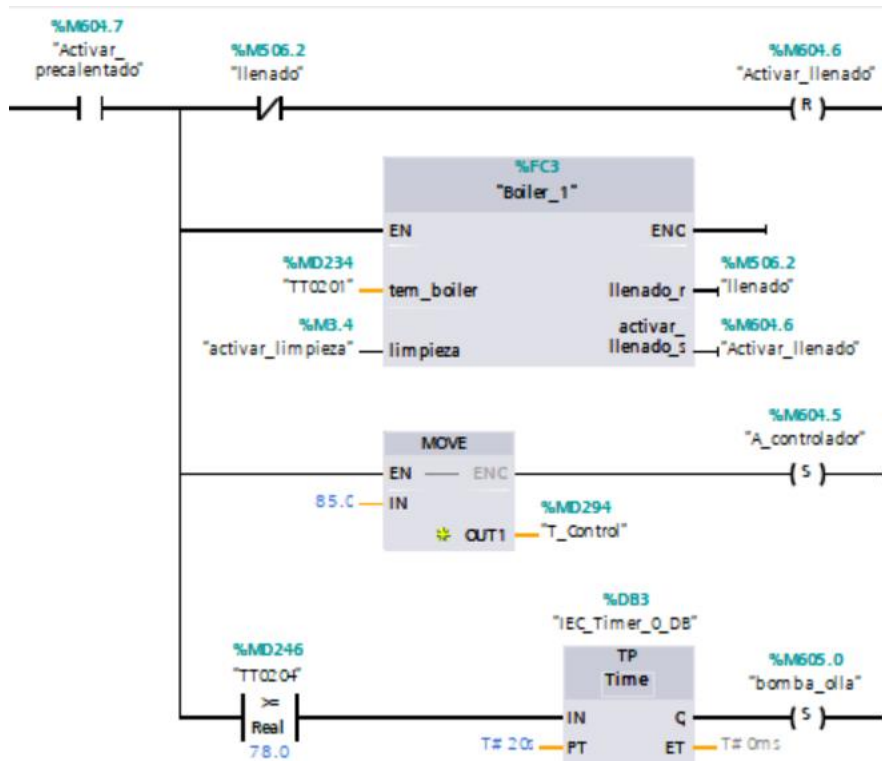 %M604.7
"Activar_
precalentado"
%M506.2
"llenado"
%M604.6
"Activar_llenado"
R
%FC3
"Boiler_1"
EN
ENO
%MD234
"TT0201"
tem_boiler
llenado_r
%M506.2
"llenado"
%M3.4
"activar_limpieza"
limpieza
activar_
llenado_s
%M604.6
"Activar_llenado"
MOVE
EN
ENO
%M604.5
"A_controlador"
S
85.0
IN
OUT1
%MD294
"T_Control"
%DB3
"IEC_Timer_0_DB"
%MD246
"TT0204"
>=
Real
78.0
TP
Time
%M605.0
"bomba_olla"
IN
Q
S
T#20s
PT
ET
T#0ms